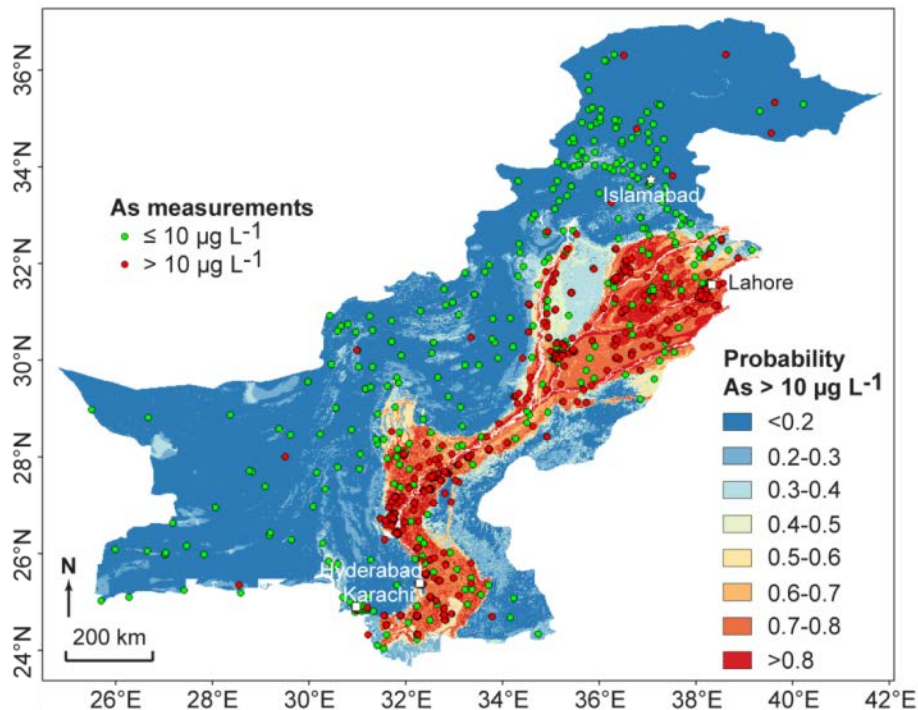 36°N
34°N
32°N
30°N
28°N
26°N
24°N
As measurements
≤ 10 µg L-1
> 10 µg L-1
Islamabad
Lahore
Hyderabad
Karachi
Probability
As > 10 µg L-1
<0.2
0.2-0.3
0.3-0.4
0.4-0.5
0.5-0.6
0.6-0.7
0.7-0.8
>0.8
N
200 km
26°E 28°E 30°E 32°E 34°E 36°E 38°E 40°E 42°E